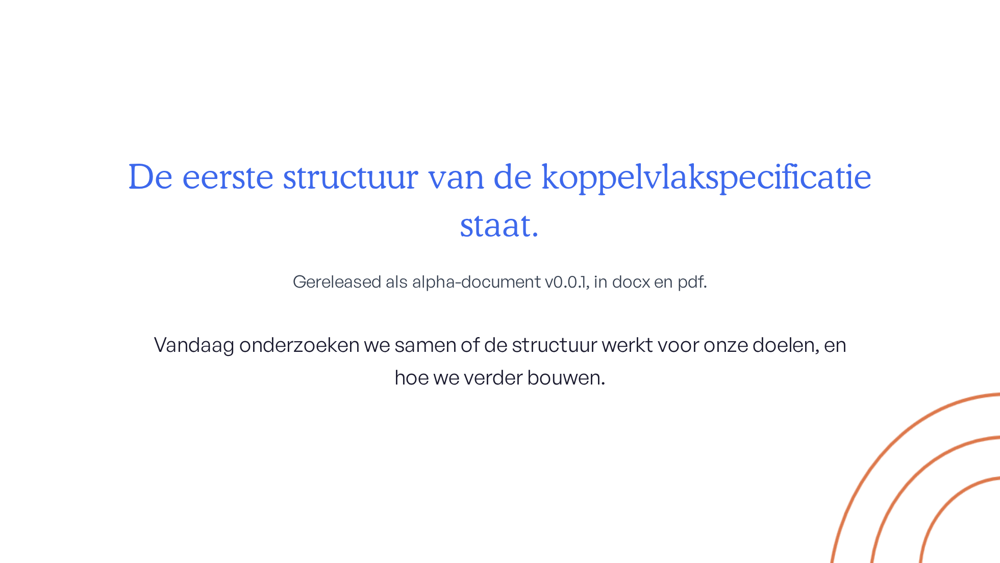 De eerste structuur van de koppelvlakspecificatie
staat.
Gereleased als alpha-document v0.0.1, in docx en pdf.
Vandaag onderzoeken we samen of de structuur werkt voor onze doelen, en
hoe we verder bouwen.